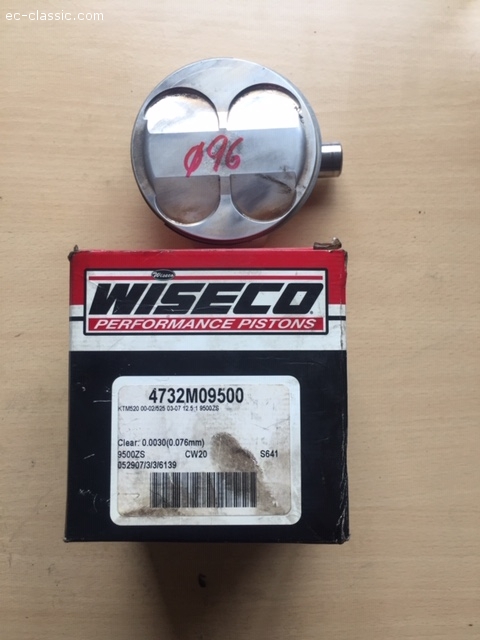 ec-classic.com
ø96
Wiseco
WISECO
PERFORMANCE PISTONS
4732M09500
KTM520 00-02/525 03-07 12.5:1 9500ZS
Clear: 0.0030(0.076mm)
9500ZS CW20 S641
052907/3/3/6139